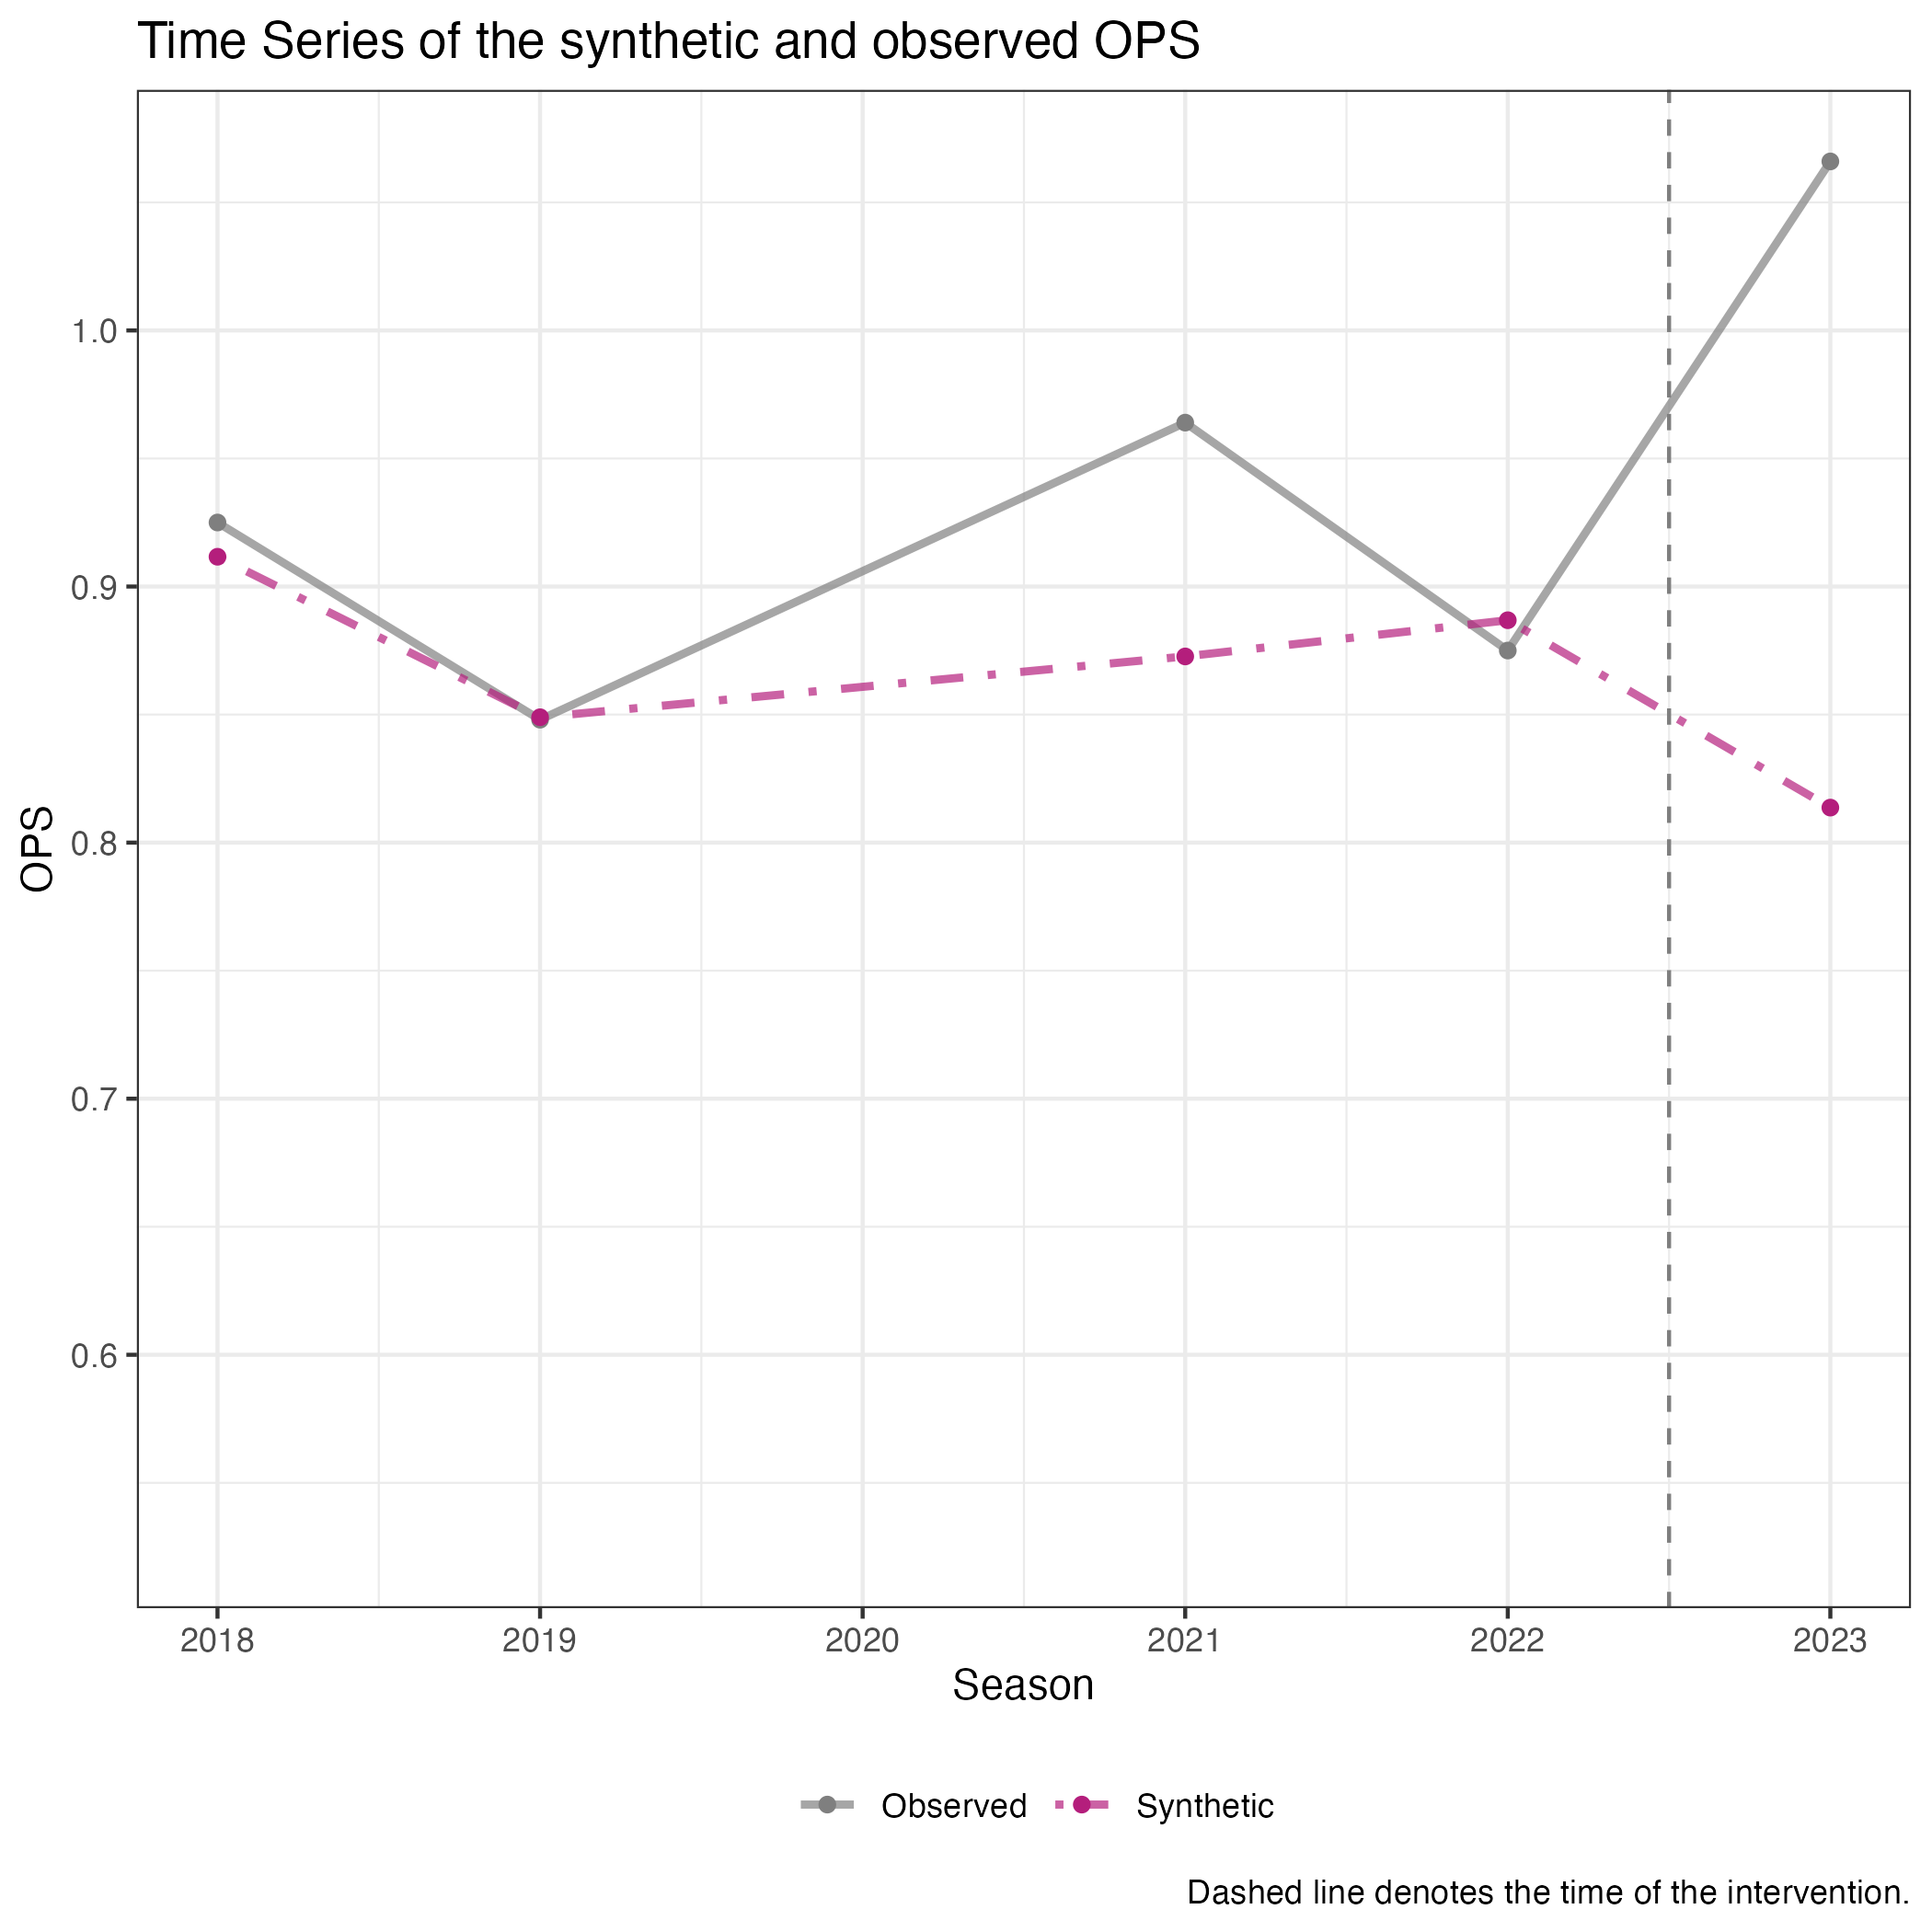 Time Series of the synthetic and observed OPS
OPS
1.0
0.9
0.8
0.7
0.6
2018 2019 2020 2021 2022 2023
Season
Observed Synthetic
Dashed line denotes the time of the intervention.